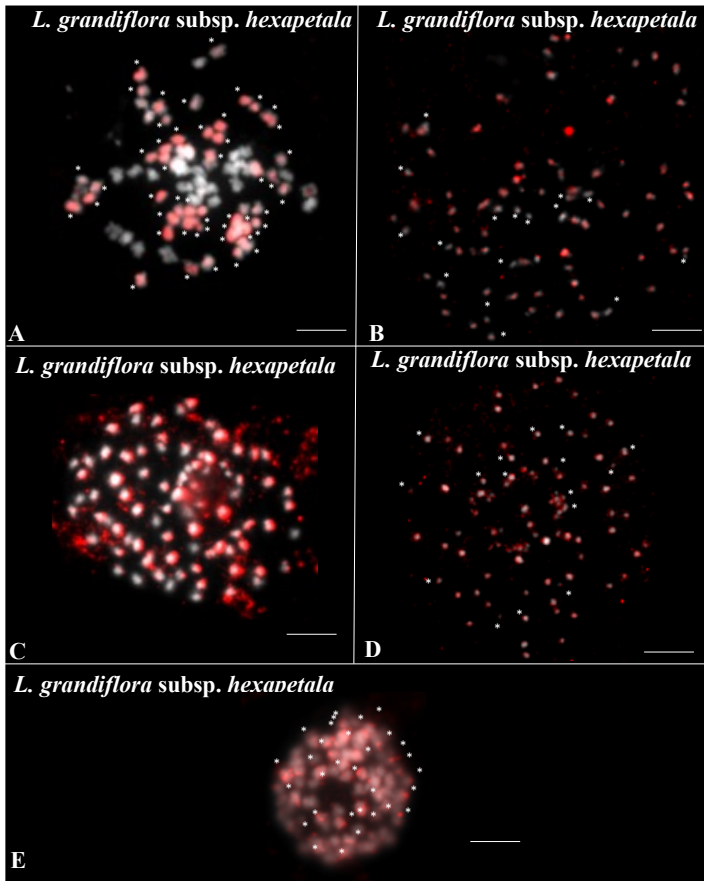 L. grandiflora subsp. hexapetala
L. grandiflora subsp. hexapetala
A
B
L. grandiflora subsp. hexapetala
L. grandiflora subsp. hexapetala
C
D
L. grandiflora subsp. hexapetala
E